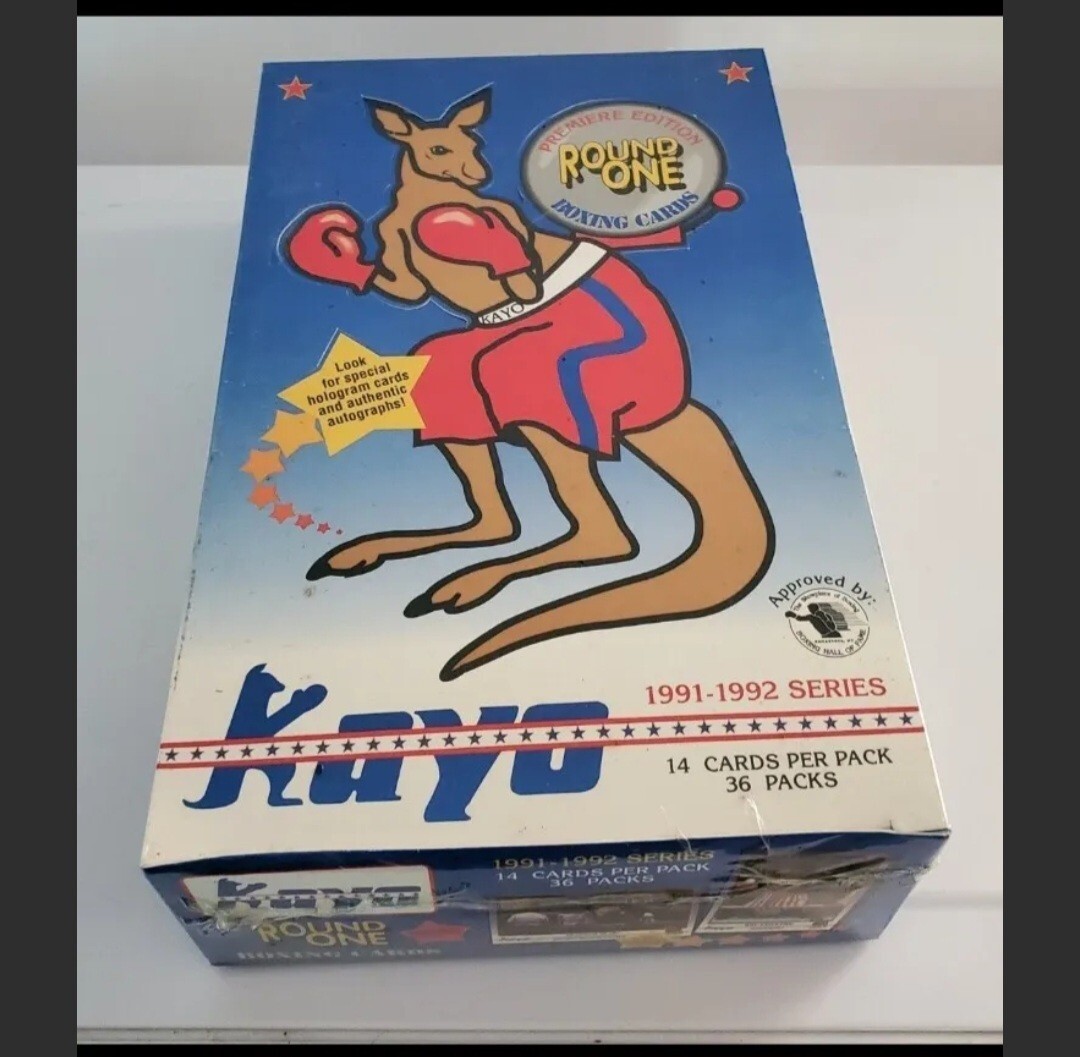 PREMIERE EDITION
ROUND
ONE
BOXING CARDS
KAYO
Look
for special
hologram cards
and authentic
autographs!
Approved by:
BOXING HALL OF FAME
Kayo
1991-1992 SERIES
14 CARDS PER PACK
36 PACKS
Kayo
1991-1992 SERIES
14 CARDS PER PACK
36 PACKS
ROUND
ONE
BOXING CARDS